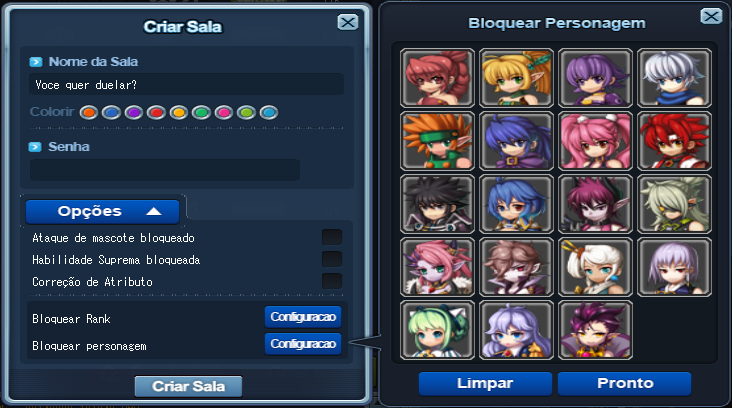 Criar Sala
Nome da Sala
Voce quer duelar?
Colorir
Senha
Opções
Ataque de mascote bloqueado
Habilidade Suprema bloqueada
Correção de Atributo
Bloquear Rank
Configuracao
Bloquear personagem
Configuracao
Criar Sala
Bloquear Personagem
Limpar
Pronto